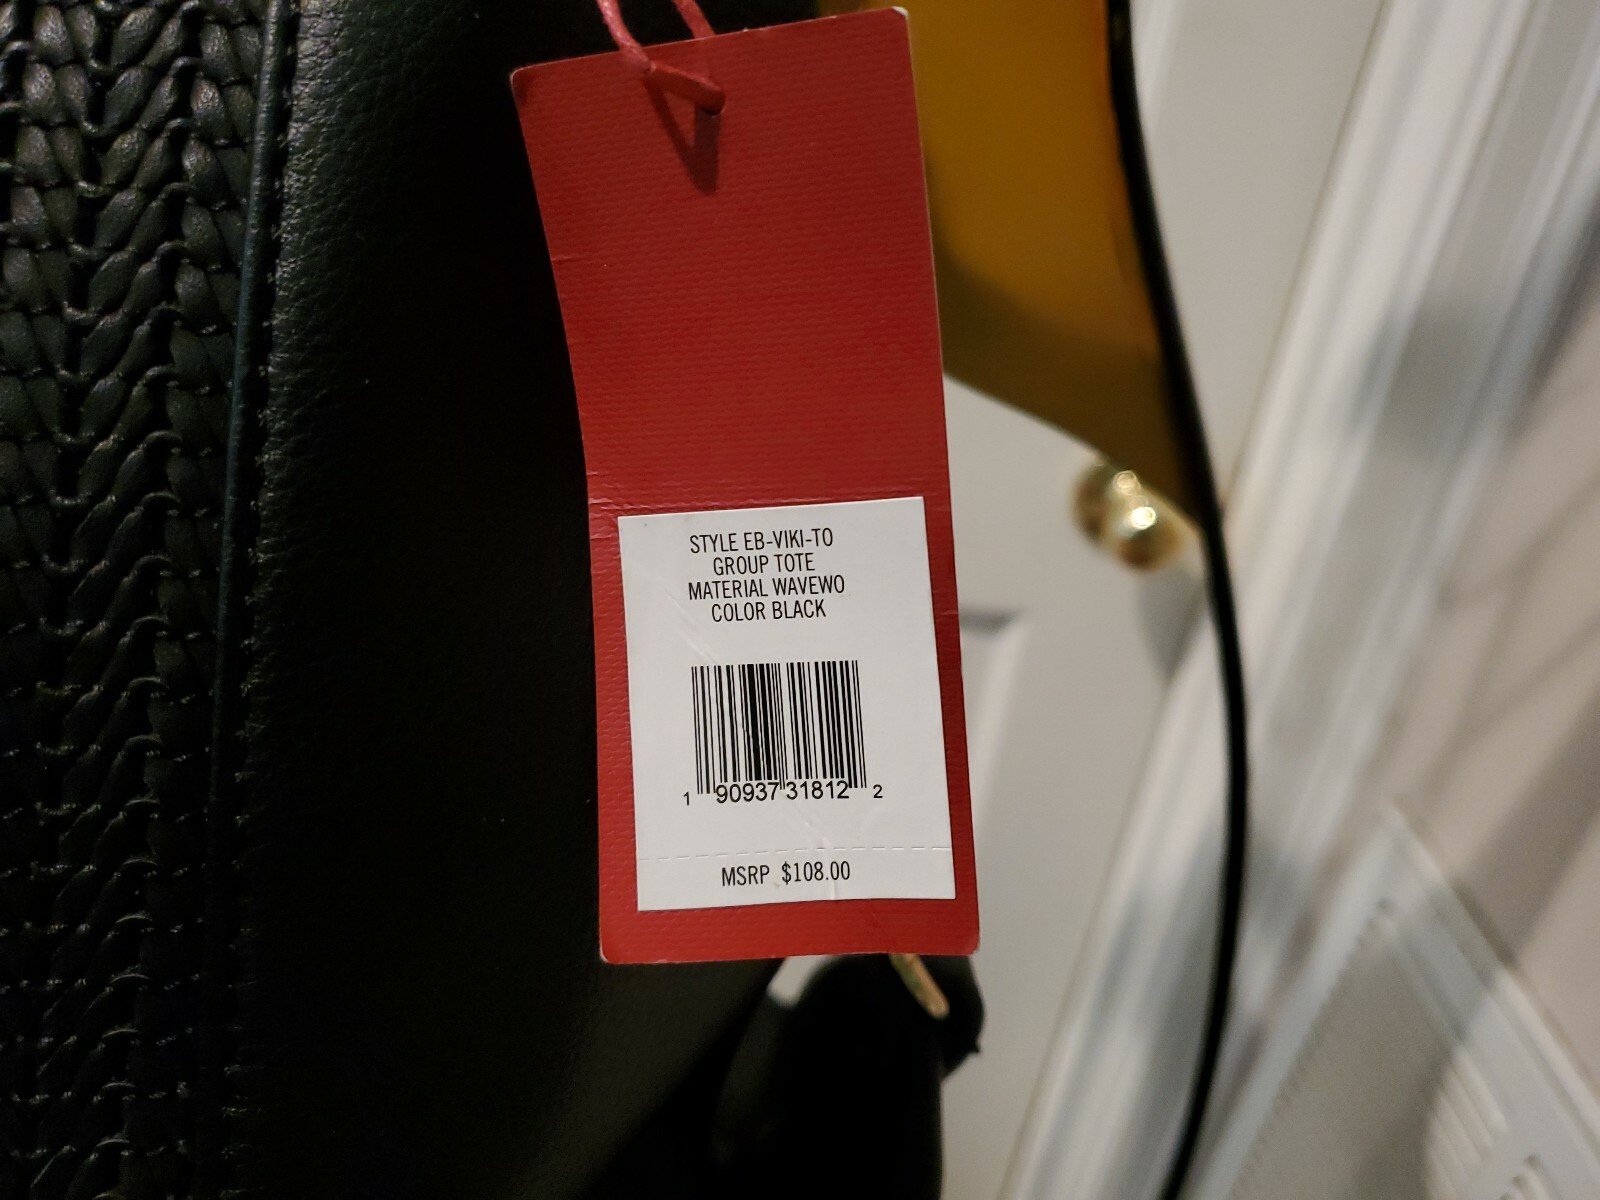 STYLE EB-VIKI-TO
GROUP TOTE
MATERIAL WAVEWO
COLOR BLACK
1 90937 31812 2
MSRP $108.00